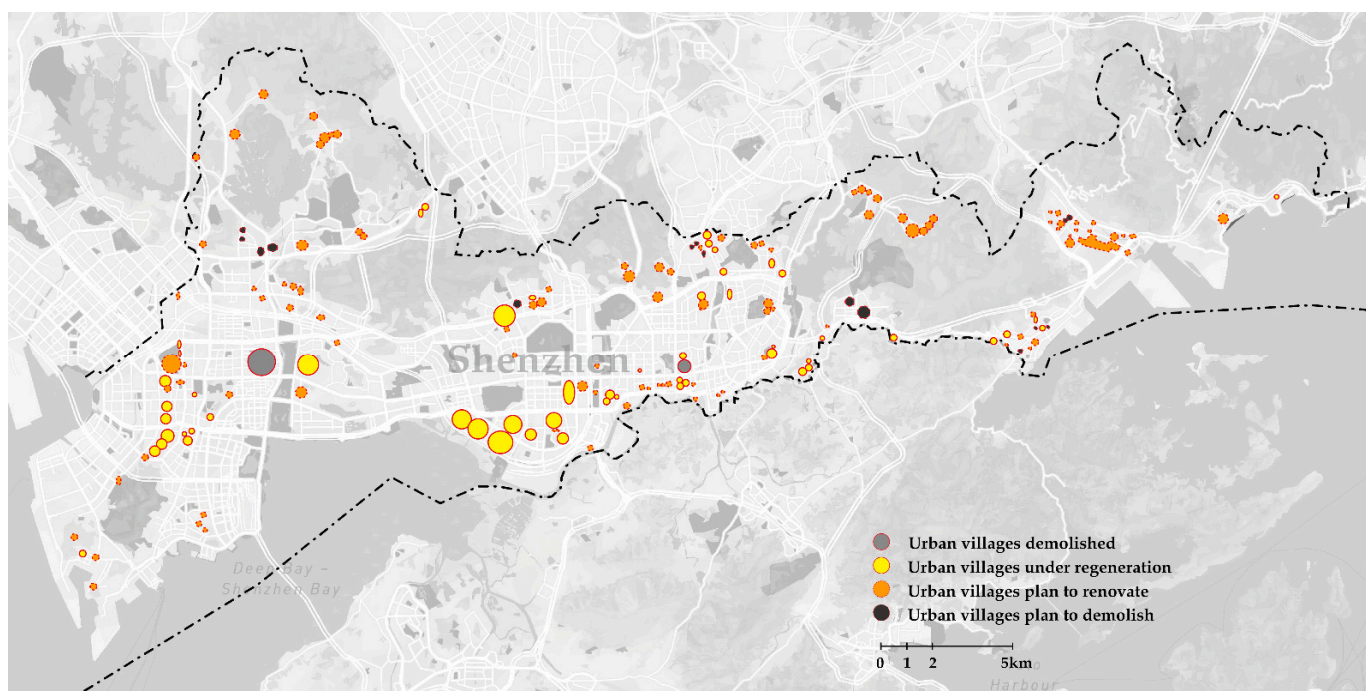 Shenzhen
Urban villages demolished
Urban villages under regeneration
Deep Bay –
Shenzhen Bay
Urban villages plan to renovate
Urban villages plan to demolish
0 1 2 5km
Harbour